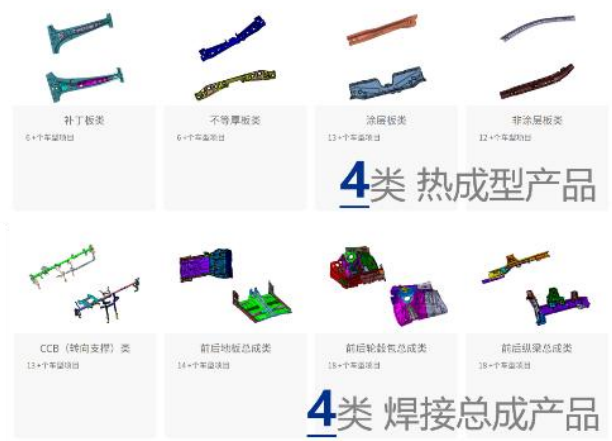 补丁板类
不等厚板类
涂层板类
非涂层板类
6+个车型项目
6+个车型项目
13+个车型项目
12+个车型项目
4类 热成型产品
CCB（转向支撑）类
前后地板总成类
前后轮毂包总成类
前后纵梁总成类
13+个车型项目
14+个车型项目
18+个车型项目
18+个车型项目
4类 焊接总成产品